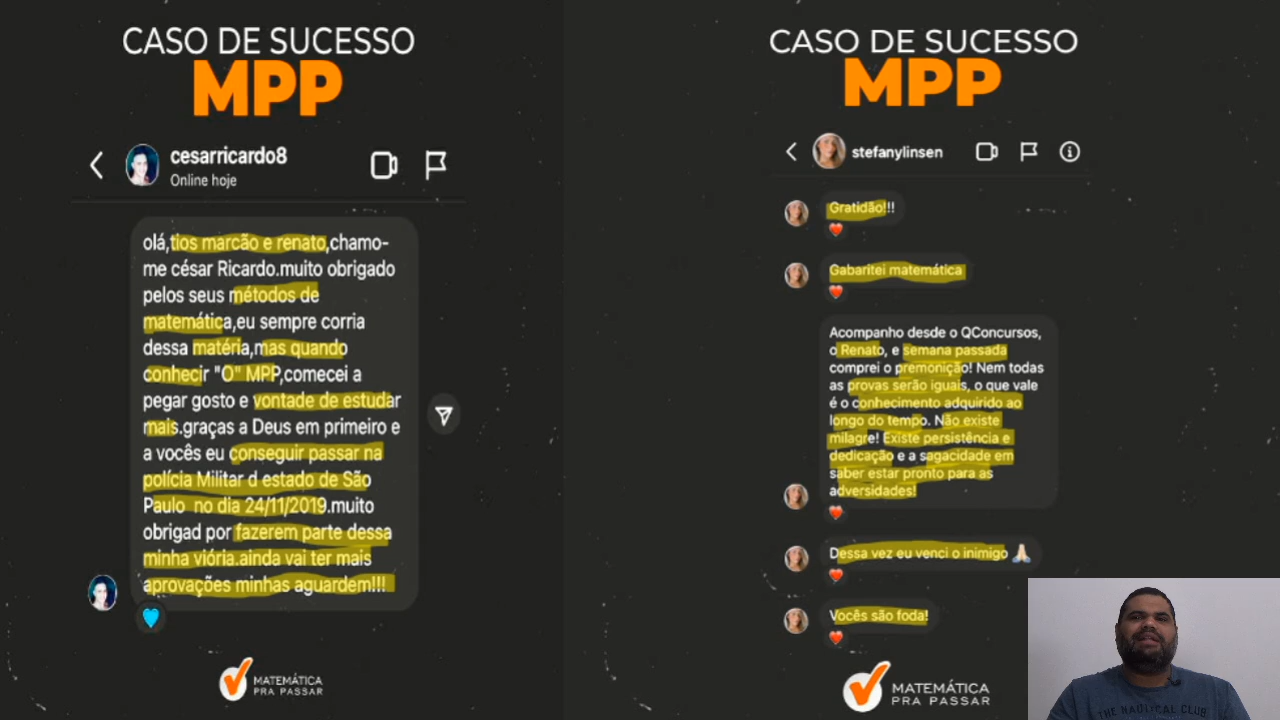 CASO DE SUCESSO
MPP
cesarricardo8
Online hoje
olá,tios marcão e renato,chamo-
me césar Ricardo.muito obrigado
pelos seus métodos de
matemática,eu sempre corria
dessa matéria,mas quando
conhecir "O" MPP,comecei a
pegar gosto e vontade de estudar
mais.graças a Deus em primeiro e
a vocês eu conseguir passar na
polícia Militar d estado de São
Paulo no dia 24/11/2019.muito
obrigad por fazerem parte dessa
minha viória.ainda vai ter mais
aprovações minhas aguardem!!!
MATEMÁTICA
PRA PASSAR
CASO DE SUCESSO
MPP
stefanylinsen
Gratidão!!!
Gabaritei matemática
Acompanho desde o QConcursos,
o Renato, e semana passada
comprei o premonição! Nem todas
as provas serão iguais, o que vale
é o conhecimento adquirido ao
longo do tempo. Não existe
milagre! Existe persistência e
dedicação e a sagacidade em
saber estar pronto para as
adversidades!
Dessa vez eu venci o inimigo
Vocês são foda!
MATEMÁTICA
PRA PASSAR
THE NAUTICAL CLUB